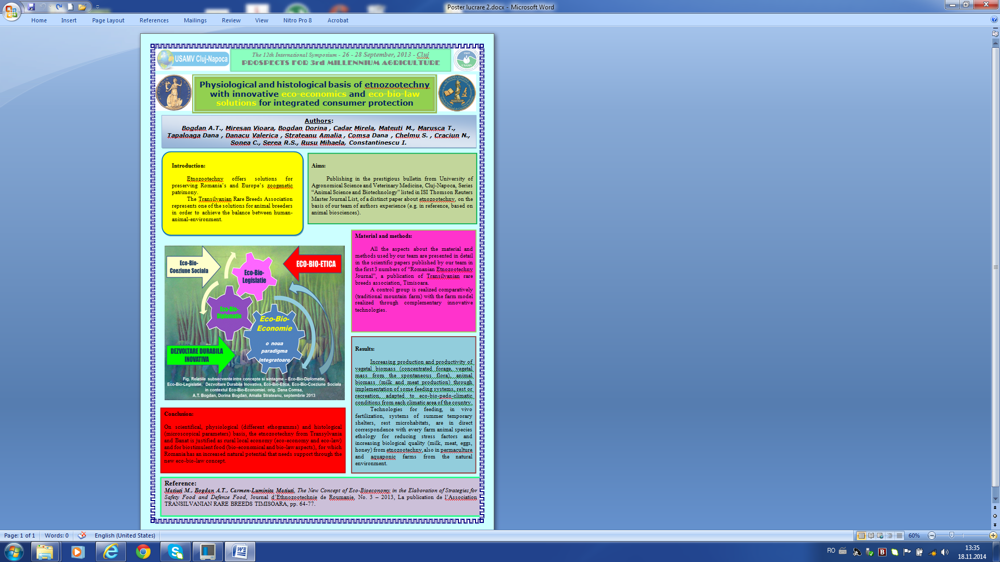 Poster lucrare 2.docx - Microsoft Word
Home Insert Page Layout References Mailings Review View Nitro Pro 8 Acrobat
USAMV Cluj-Napoca
The 12th International Symposium - 26 - 28 September, 2013 - Cluj
PROSPECTS FOR 3rd MILLENNIUM AGRICULTURE
Physiological and histological basis of etnozootechny
with innovative eco-economics and eco-bio-law
solutions for integrated consumer protection
Authors:
Bogdan A.T., Miresan Vioara, Bogdan Dorina , Cadar Mirela, Mateuti M., Marusca T.,
Tapaloaga Dana , Danacu Valerica , Strateanu Amalia , Comsa Dana , Chelmu S. , Craciun N.,
Sonea C., Serea R.S., Rusu Mihaela, Constantinescu I.
Introduction:
Etnozootechny offers solutions for
preserving Romania's and Europe's zoogenetic
patrimony.
The Transilvanian Rare Breeds Association
represents one of the solutions for animal breeders
in order to achieve the balance between human-
animal-environment.
Aims:
Publishing in the prestigious bulletin from University of
Agronomical Science and Veterinary Medicine, Cluj-Napoca, Series
"Animal Science and Biotechnology" listed in ISI Thomson Reuters
Master Journal List, of a distinct paper about etnozootechny, on the
basis of our team of authors experience (e.g. in reference, based on
animal biosciences).
Material and methods:
All the aspects about the material and
methods used by our team are presented in detail
in the scientific papers published by our team in
the first 3 numbers of "Romanian Etnozootechny
Journal", a publication of Transilvanian rare
breeds association, Timisoara.
A control group is realized comparatively
(traditional mountain farm) with the farm model
realized through complementary innovative
technologies.
Eco-Bio-
Coeziune Sociala
Eco-Bio-
Legislatie
ECO-BIO-ETICA
Eco-Bio-
Diplomatie
Eco-Bio-
Economie
o noua
paradigma
integratoare
DEZVOLTARE DURABILA
INOVATIVA
Fig. Relatiile subsecvente intre concepte si sintagme – Eco-Bio-Diplomatie,
Eco-Bio-Legislatie, Dezvoltare Durabila Inovativa, Eco-Bio-Etica, Eco-Bio-Coeziune Sociala
in contextul Eco-Bio-Economiei. orig. Dana Comsa,
A.T. Bogdan, Dorina Bogdan, Amalia Strateanu, septembrie 2013
Results:
Increasing production and productivity of
vegetal biomass (concentrated forage, vegetal
mass from the spontaneous flora), animal
biomass (milk and meat production) through
implementation of some feeding systems, rest or
recreation, adapted to eco-bio-pedo-climatic
conditions from each climatic area of the country.
Technologies for feeding, in vivo
fertilization, systems of summer temporary
shelters, rest microhabitats, are in direct
correspondence with every farm animal species
ethology for reducing stress factors and
increasing biological quality (milk, meat, eggs,
honey) from etnozootechny, also in permaculture
and aquaponic farms from the natural
environment.
Conclusion:
On scientifical, physiological (different ethograms) and histological
(microscopical parameters) basis, the etnozootechny from Transylvania
and Banat is justified as rural local economy (eco-economy and eco-law)
and for biostimulent food (bio-economical and bio-law aspects), for which
Romania has an increased natural potential that needs support through the
new eco-bio-law concept.
Reference:
Matiuti M., Bogdan A.T., Carmen-Luminita Matiuti, The New Concept of Eco-Bioeconomy in the Elaboration of Strategies for
Safety Food and Defense Food, Journal d'Ethnozootechnie de Roumanie, No. 3 – 2013, La publication de l'Association
TRANSILVANIAN RARE BREEDS TIMISOARA, pp. 64-77.
Page: 1 of 1 Words: 0 English (United States) 60%
RO 13:35
18.11.2014